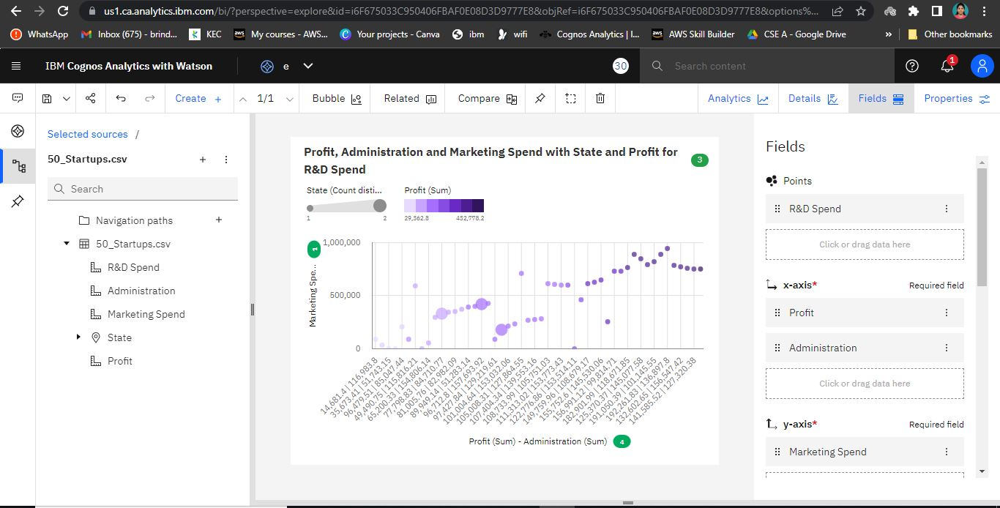 us1.ca.analytics.ibm.com/bi/?perspective=explore&id=i6F675033C950406FBAF0E08D3D9777E8&objRef=i6F675033C950406FBAF0E08D3D9777E8&options%...
WhatsApp
Inbox (675) - brind...
KEC
My courses - AWS...
Your projects - Canva
ibm
wifi
Cognos Analytics | I...
AWS Skill Builder
CSE A - Google Drive
»
Other bookmarks
IBM Cognos Analytics with Watson
e
30
Search content
1
Create +
1/1
Bubble
Related
Compare
Analytics
Details
Fields
Properties
Selected sources /
50_Startups.csv
Search
Navigation paths
50_Startups.csv
R&D Spend
Administration
Marketing Spend
State
Profit
Profit, Administration and Marketing Spend with State and Profit for
R&D Spend
3
State (Count disti...
1
2
Profit (Sum)
29,362.8
432,778.2
1
Marketing Spe...
1,000,000
500,000
0
14,681.4 | 116,983.8
35,673.41 | 51,743.15
96,479.51 | 85,047.44
49,490.75 | 115,816.21
65,200.33 | 154,806.14
77,798.83 | 84,710.77
81,005.76 | 82,982.09
89,949.14 | 51,283.14
96,712.8 | 157,693.92
97,427.84 | 129,219.61
101,004.64 | 153,032.06
105,008.31 | 127,864.55
107,404.34 | 139,553.16
108,733.99 | 105,751.03
111,313.02 | 153,773.43
122,776.86 | 153,514.11
149,759.96 | 108,679.17
155,752.6 | 145,530.06
156,991.12 | 99,814.71
182,901.99 | 118,671.85
125,370.37 | 145,077.58
191,050.39 | 101,145.55
192,261.83 | 136,897.8
132,602.65 | 156,547.42
141,585.52 | 127,320.38
Profit (Sum) - Administration (Sum)
4
Fields
Points
R&D Spend
Click or drag data here
x-axis*
Required field
Profit
Administration
Click or drag data here
y-axis*
Required field
Marketing Spend